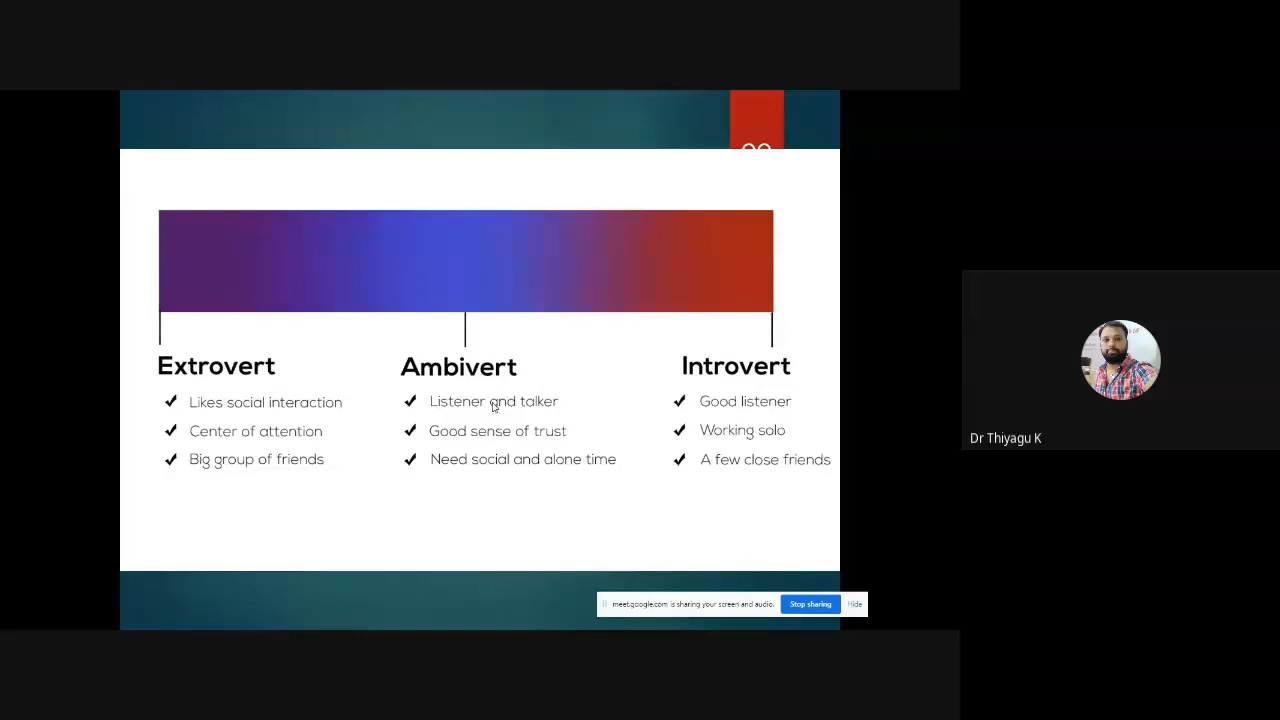 Extrovert
Likes social interaction
Center of attention
Big group of friends
Ambivert
Listener and talker
Good sense of trust
Need social and alone time
Introvert
Good listener
Working solo
A few close friends
meet.google.com is sharing your screen and audio.
Stop sharing
Hide
Dr Thiyagu K